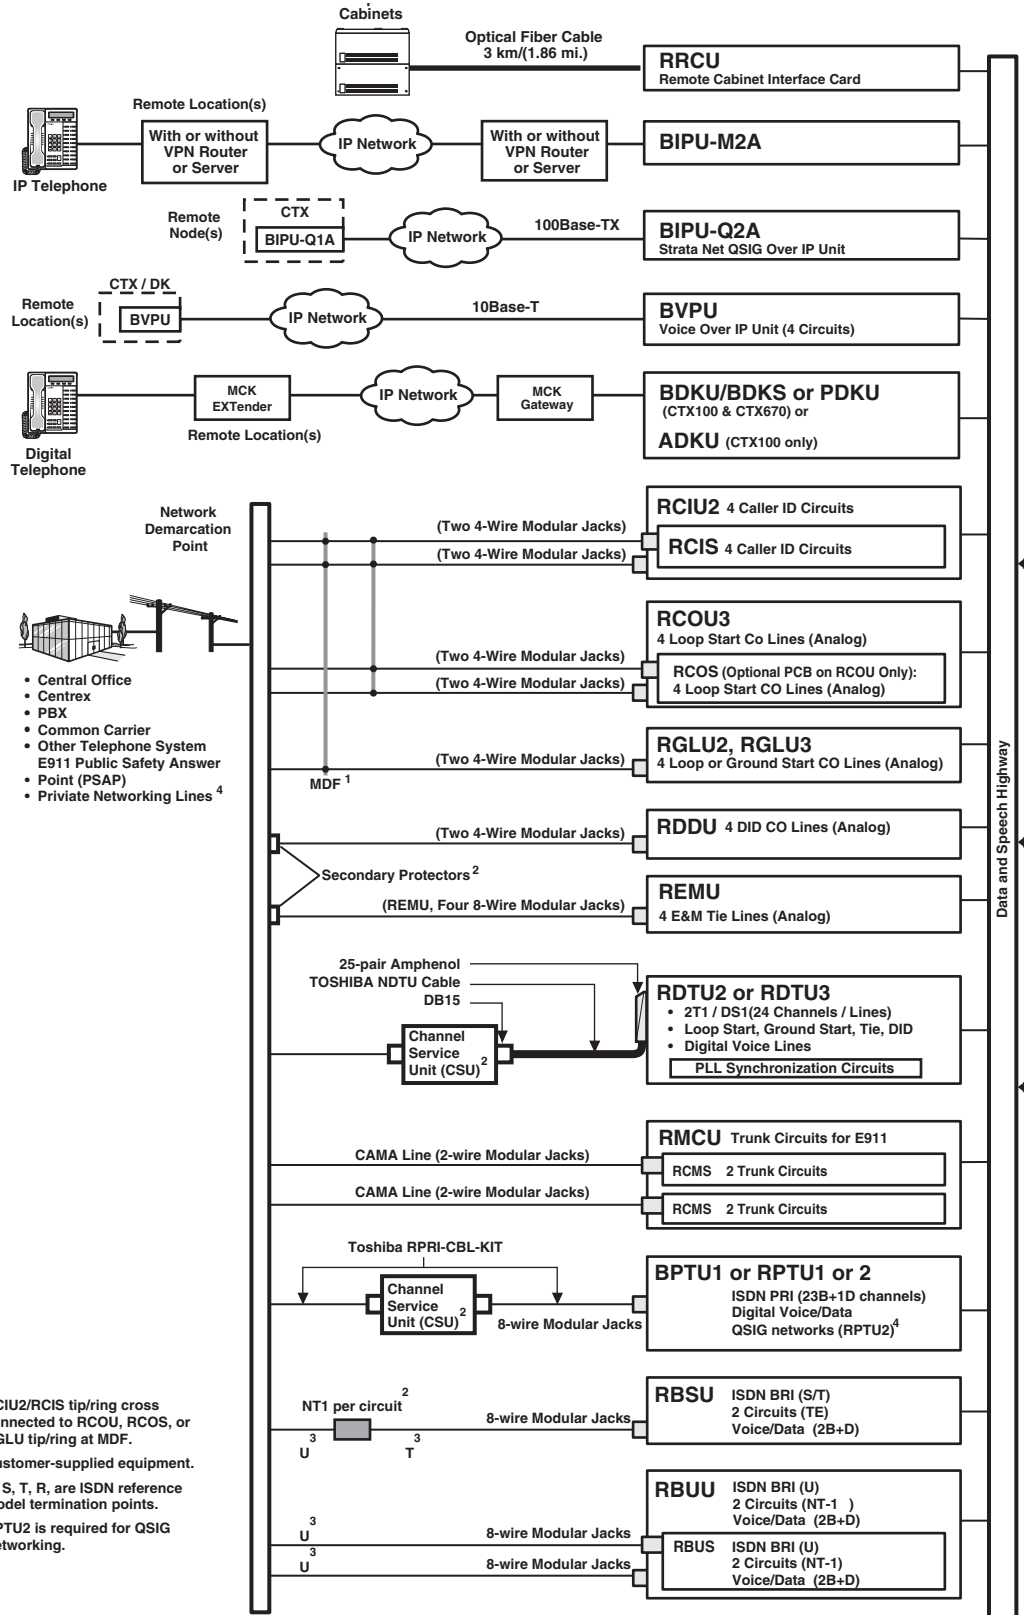 Cabinets
Optical Fiber Cable
3 km/(1.86 mi.)
RRCU
Remote Cabinet Interface Card
Remote Location(s)
IP Telephone
With or without
VPN Router
or Server
IP Network
With or without
VPN Router
or Server
BIPU-M2A
Remote
Node(s)
CTX
BIPU-Q1A
IP Network
100Base-TX
BIPU-Q2A
Strata Net QSIG Over IP Unit
CTX / DK
Remote
Location(s)
BVPU
IP Network
10Base-T
BVPU
Voice Over IP Unit (4 Circuits)
Digital
Telephone
MCK
EXTender
Remote Location(s)
IP Network
MCK
Gateway
BDKU/BDKS or PDKU
(CTX100 & CTX670) or
ADKU (CTX100 only)
Network
Demarcation
Point
(Two 4-Wire Modular Jacks)
(Two 4-Wire Modular Jacks)
RCIU2 4 Caller ID Circuits
RCIS 4 Caller ID Circuits
RCOU3
4 Loop Start Co Lines (Analog)
(Two 4-Wire Modular Jacks)
(Two 4-Wire Modular Jacks)
RCOS (Optional PCB on RCOU Only):
4 Loop Start CO Lines (Analog)
• Central Office
• Centrex
• PBX
• Common Carrier
• Other Telephone System
E911 Public Safety Answer
• Point (PSAP)
• Priviate Networking Lines 4
(Two 4-Wire Modular Jacks)
MDF 1
RGLU2, RGLU3
4 Loop or Ground Start CO Lines (Analog)
Data and Speech Highway
(Two 4-Wire Modular Jacks)
RDDU 4 DID CO Lines (Analog)
Secondary Protectors 2
(REMU, Four 8-Wire Modular Jacks)
REMU
4 E&M Tie Lines (Analog)
25-pair Amphenol
TOSHIBA NDTU Cable
DB15
Channel
Service
Unit (CSU) 2
RDTU2 or RDTU3
• 2T1 / DS1(24 Channels / Lines)
• Loop Start, Ground Start, Tie, DID
• Digital Voice Lines
PLL Synchronization Circuits
RMCU Trunk Circuits for E911
CAMA Line (2-wire Modular Jacks)
RCMS 2 Trunk Circuits
CAMA Line (2-wire Modular Jacks)
RCMS 2 Trunk Circuits
Toshiba RPRI-CBL-KIT
Channel
Service
Unit (CSU) 2
8-wire Modular Jacks
BPTU1 or RPTU1 or 2
ISDN PRI (23B+1D channels)
Digital Voice/Data
QSIG networks (RPTU2) 4
NT1 per circuit 2
U 3
T 3
8-wire Modular Jacks
RBSU ISDN BRI (S/T)
2 Circuits (TE)
Voice/Data (2B+D)
CIU2/RCIS tip/ring cross
nnected to RCOU, RCOS, or
GLU tip/ring at MDF.
ustomer-supplied equipment.
S, T, R, are ISDN reference
odel termination points.
PTU2 is required for QSIG
etworking.
RBUU ISDN BRI (U)
2 Circuits (NT-1 )
Voice/Data (2B+D)
U 3
8-wire Modular Jacks
U 3
8-wire Modular Jacks
RBUS ISDN BRI (U)
2 Circuits (NT-1)
Voice/Data (2B+D)